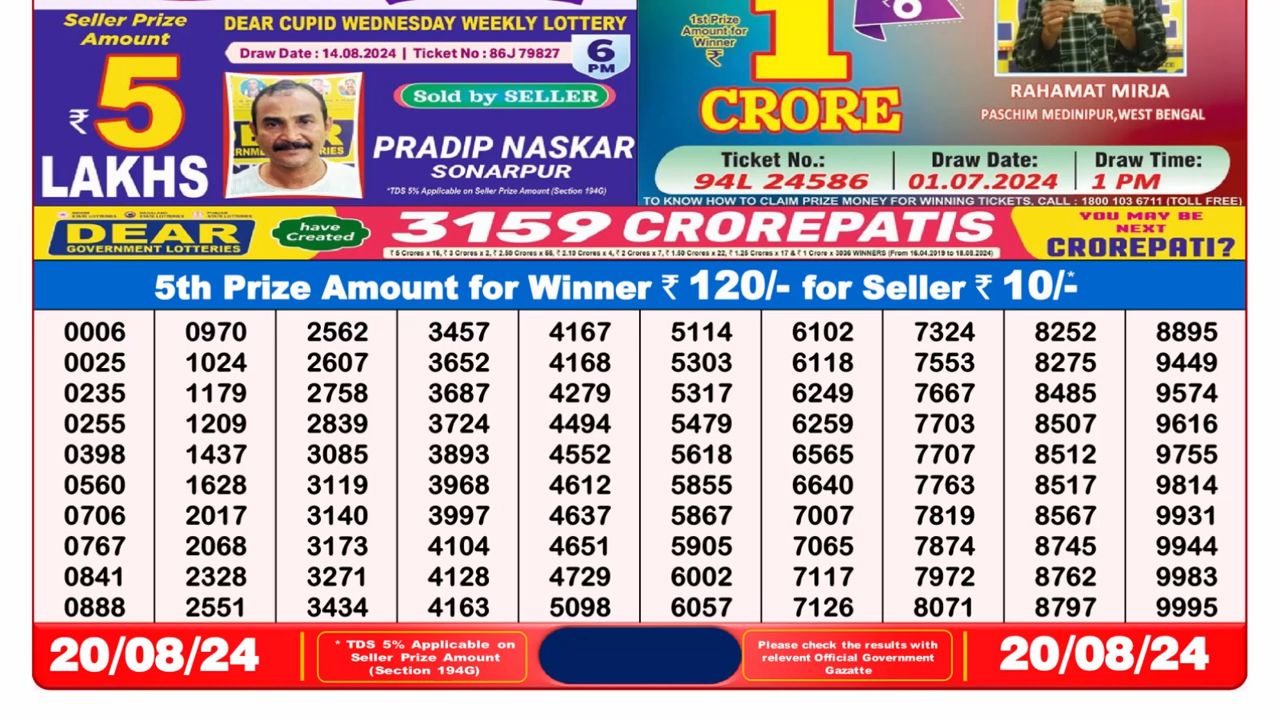 Seller Prize
Amount
₹ 5
LAKHS
DEAR CUPID WEDNESDAY WEEKLY LOTTERY
Draw Date : 14.08.2024 | Ticket No : 86J 79827
6
PM
Sold by SELLER
PRADIP NASKAR
SONARPUR
*TDS 5% Applicable on Seller Prize Amount (Section 194G)
1st Prize
Amount for
Winner
₹
1
CRORE
RAHAMAT MIRJA
PASCHIM MEDINIPUR,WEST BENGAL
Ticket No.: Draw Date: Draw Time:
94L 24586 01.07.2024 1 PM
TO KNOW HOW TO CLAIM PRIZE MONEY FOR WINNING TICKETS, CALL : 1800 103 6711 (TOLL FREE)
DEAR
GOVERNMENT LOTTERIES
have
Created
3159 CROREPATIS
YOU MAY BE
NEXT
CROREPATI?
5th Prize Amount for Winner ₹ 120/- for Seller ₹ 10/-*
0006 0970 2562 3457 4167 5114 6102 7324 8252 8895
0025 1024 2607 3652 4168 5303 6118 7553 8275 9449
0235 1179 2758 3687 4279 5317 6249 7667 8485 9574
0255 1209 2839 3724 4494 5479 6259 7703 8507 9616
0398 1437 3085 3893 4552 5618 6565 7707 8512 9755
0560 1628 3119 3968 4612 5855 6640 7763 8517 9814
0706 2017 3140 3997 4637 5867 7007 7819 8567 9931
0767 2068 3173 4104 4651 5905 7065 7874 8745 9944
0841 2328 3271 4128 4729 6002 7117 7972 8762 9983
0888 2551 3434 4163 5098 6057 7126 8071 8797 9995
20/08/24
* TDS 5% Applicable on
Seller Prize Amount
(Section 194G)
Please check the results with
relevent Official Government
Gazatte
20/08/24